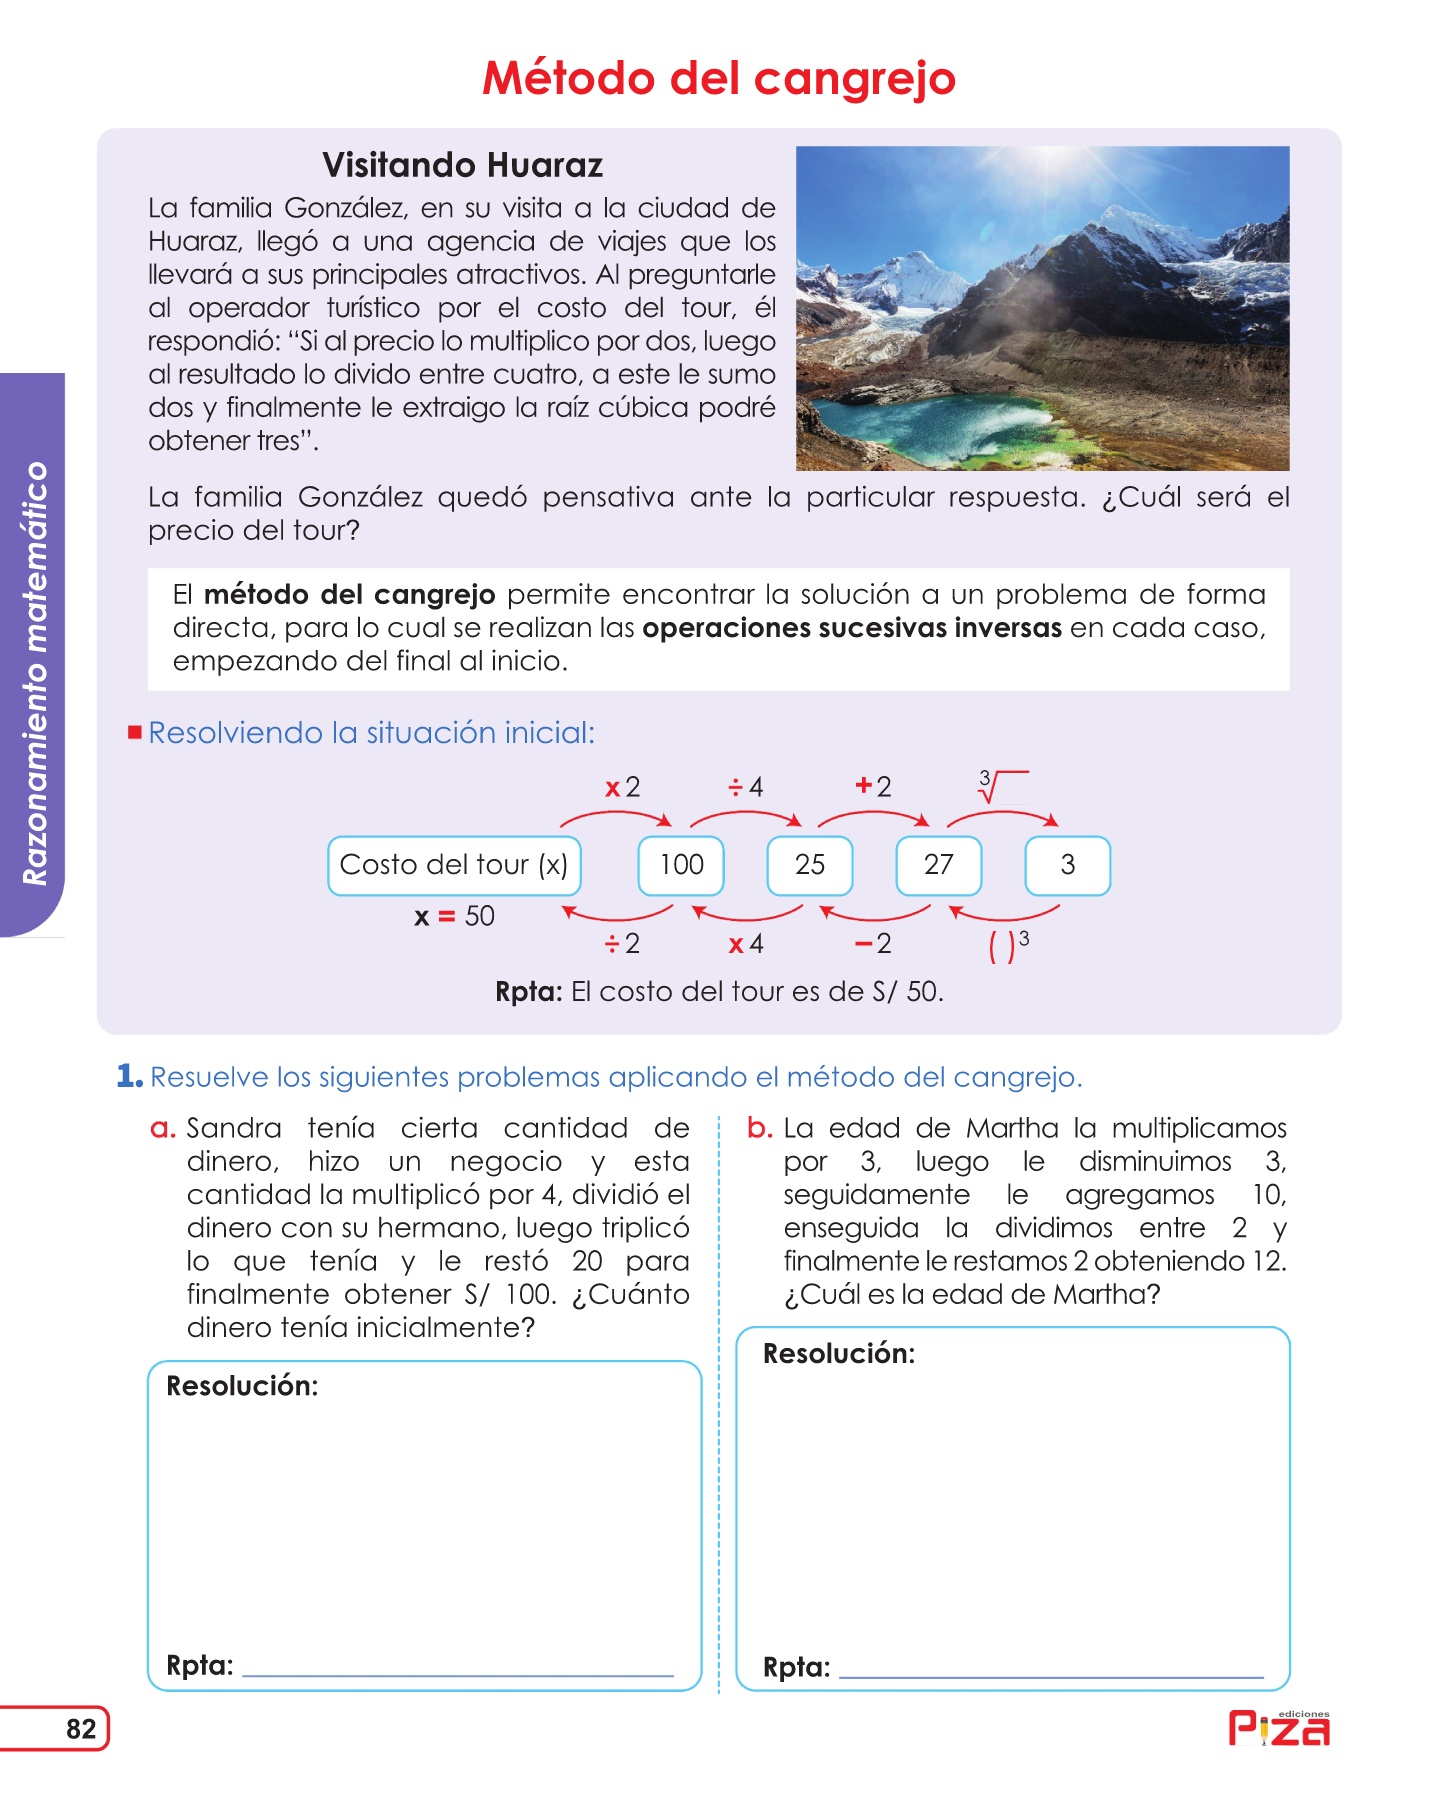 Método del cangrejo
Visitando Huaraz
La familia González, en su visita a la ciudad de
Huaraz, llegó a una agencia de viajes que los
llevará a sus principales atractivos. Al preguntarle
al operador turístico por el costo del tour, él
respondió: “Si al precio lo multiplico por dos, luego
al resultado lo divido entre cuatro, a este le sumo
dos y finalmente le extraigo la raíz cúbica podré
obtener tres”.
La familia González quedó pensativa ante la particular respuesta. ¿Cuál será el
precio del tour?
El método del cangrejo permite encontrar la solución a un problema de forma
directa, para lo cual se realizan las operaciones sucesivas inversas en cada caso,
empezando del final al inicio.
Resolviendo la situación inicial:
x 2 ÷ 4 + 2 ³√
Costo del tour (x) 100 25 27 3
x = 50
÷ 2 x 4 − 2 ( )³
Rpta: El costo del tour es de S/ 50.
1. Resuelve los siguientes problemas aplicando el método del cangrejo.
a. Sandra tenía cierta cantidad de
dinero, hizo un negocio y esta
cantidad la multiplicó por 4, dividió el
dinero con su hermano, luego triplicó
lo que tenía y le restó 20 para
finalmente obtener S/ 100. ¿Cuánto
dinero tenía inicialmente?
Resolución:
Rpta:
b. La edad de Martha la multiplicamos
por 3, luego le disminuimos 3,
seguidamente le agregamos 10,
enseguida la dividimos entre 2 y
finalmente le restamos 2 obteniendo 12.
¿Cuál es la edad de Martha?
Resolución:
Rpta:
Razonamiento matemático
82
ediciones
Piza